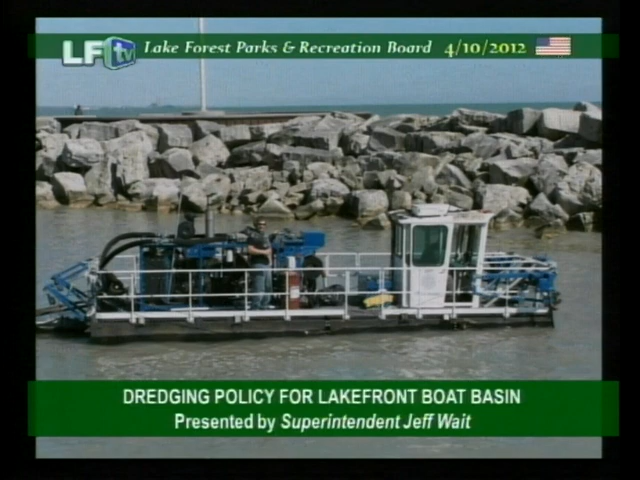 LFtv Lake Forest Parks & Recreation Board 4/10/2012
DREDGING POLICY FOR LAKEFRONT BOAT BASIN
Presented by Superintendent Jeff Wait